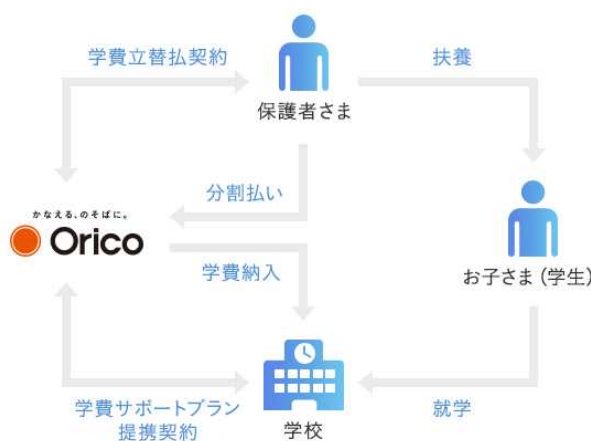 学費立替払契約
扶養
保護者さま
分割払い
かなえる、のそばに。
Orico
お子さま（学生）
学費納入
学費サポートプラン
提携契約
学校
就学